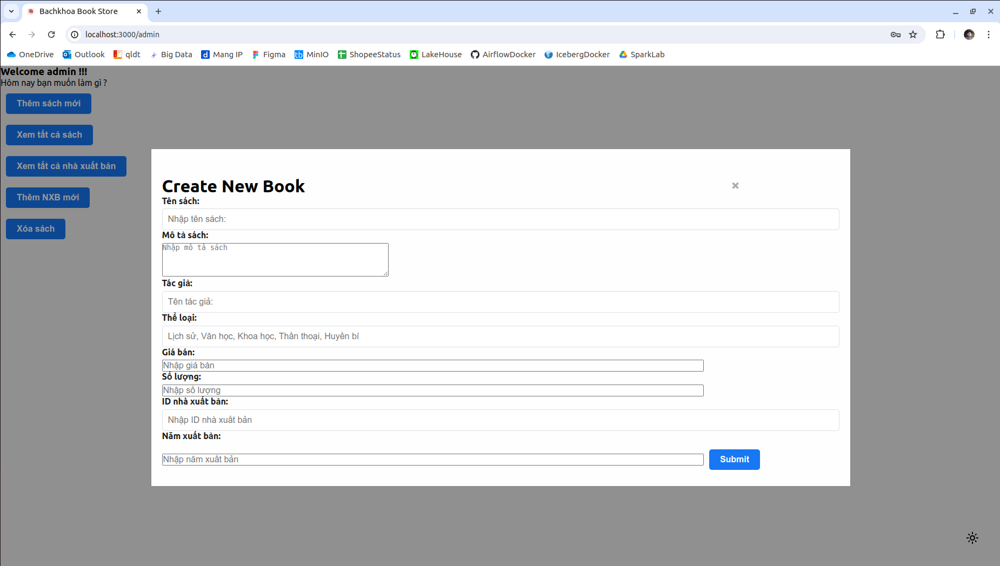 Bachkhoa Book Store
localhost:3000/admin
OneDrive Outlook qldt Big Data Mang IP Figma MinIO ShopeeStatus LakeHouse AirflowDocker IcebergDocker SparkLab
Welcome admin !!!
Hôm nay bạn muốn làm gì ?
Thêm sách mới
Xem tất cả sách
Xem tất cả nhà xuất bản
Thêm NXB mới
Xóa sách
Create New Book
Tên sách:
Nhập tên sách:
Mô tả sách:
Nhập mô tả sách
Tác giả:
Tên tác giả:
Thể loại:
Lịch sử, Văn học, Khoa học, Thần thoại, Huyền bí
Giá bán:
Nhập giá bán
Số lượng:
Nhập số lượng
ID nhà xuất bản:
Nhập ID nhà xuất bản
Năm xuất bản:
Nhập năm xuất bản
Submit